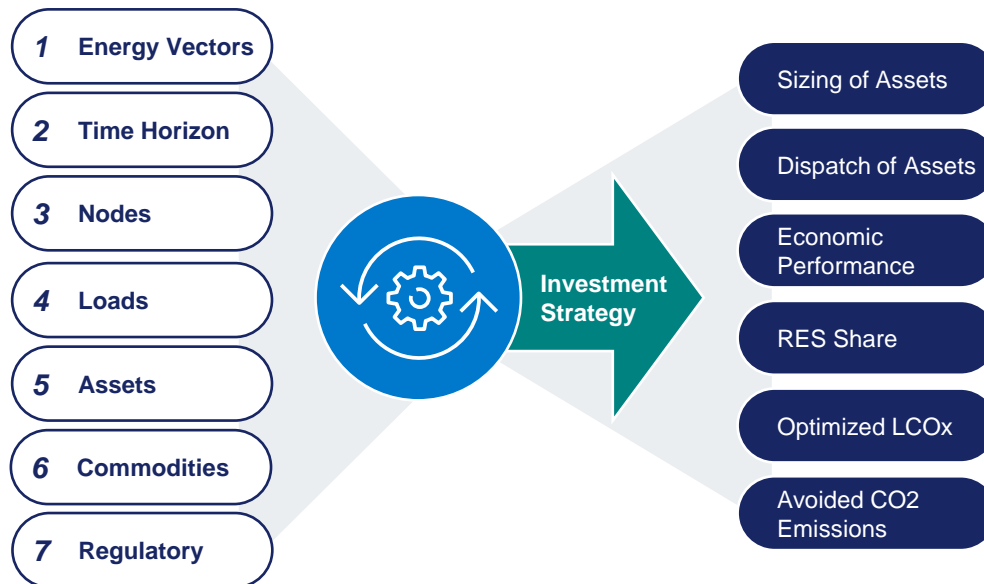 1 Energy Vectors
2 Time Horizon
3 Nodes
4 Loads
5 Assets
6 Commodities
7 Regulatory
Investment
Strategy
Sizing of Assets
Dispatch of Assets
Economic
Performance
RES Share
Optimized LCOx
Avoided CO2
Emissions